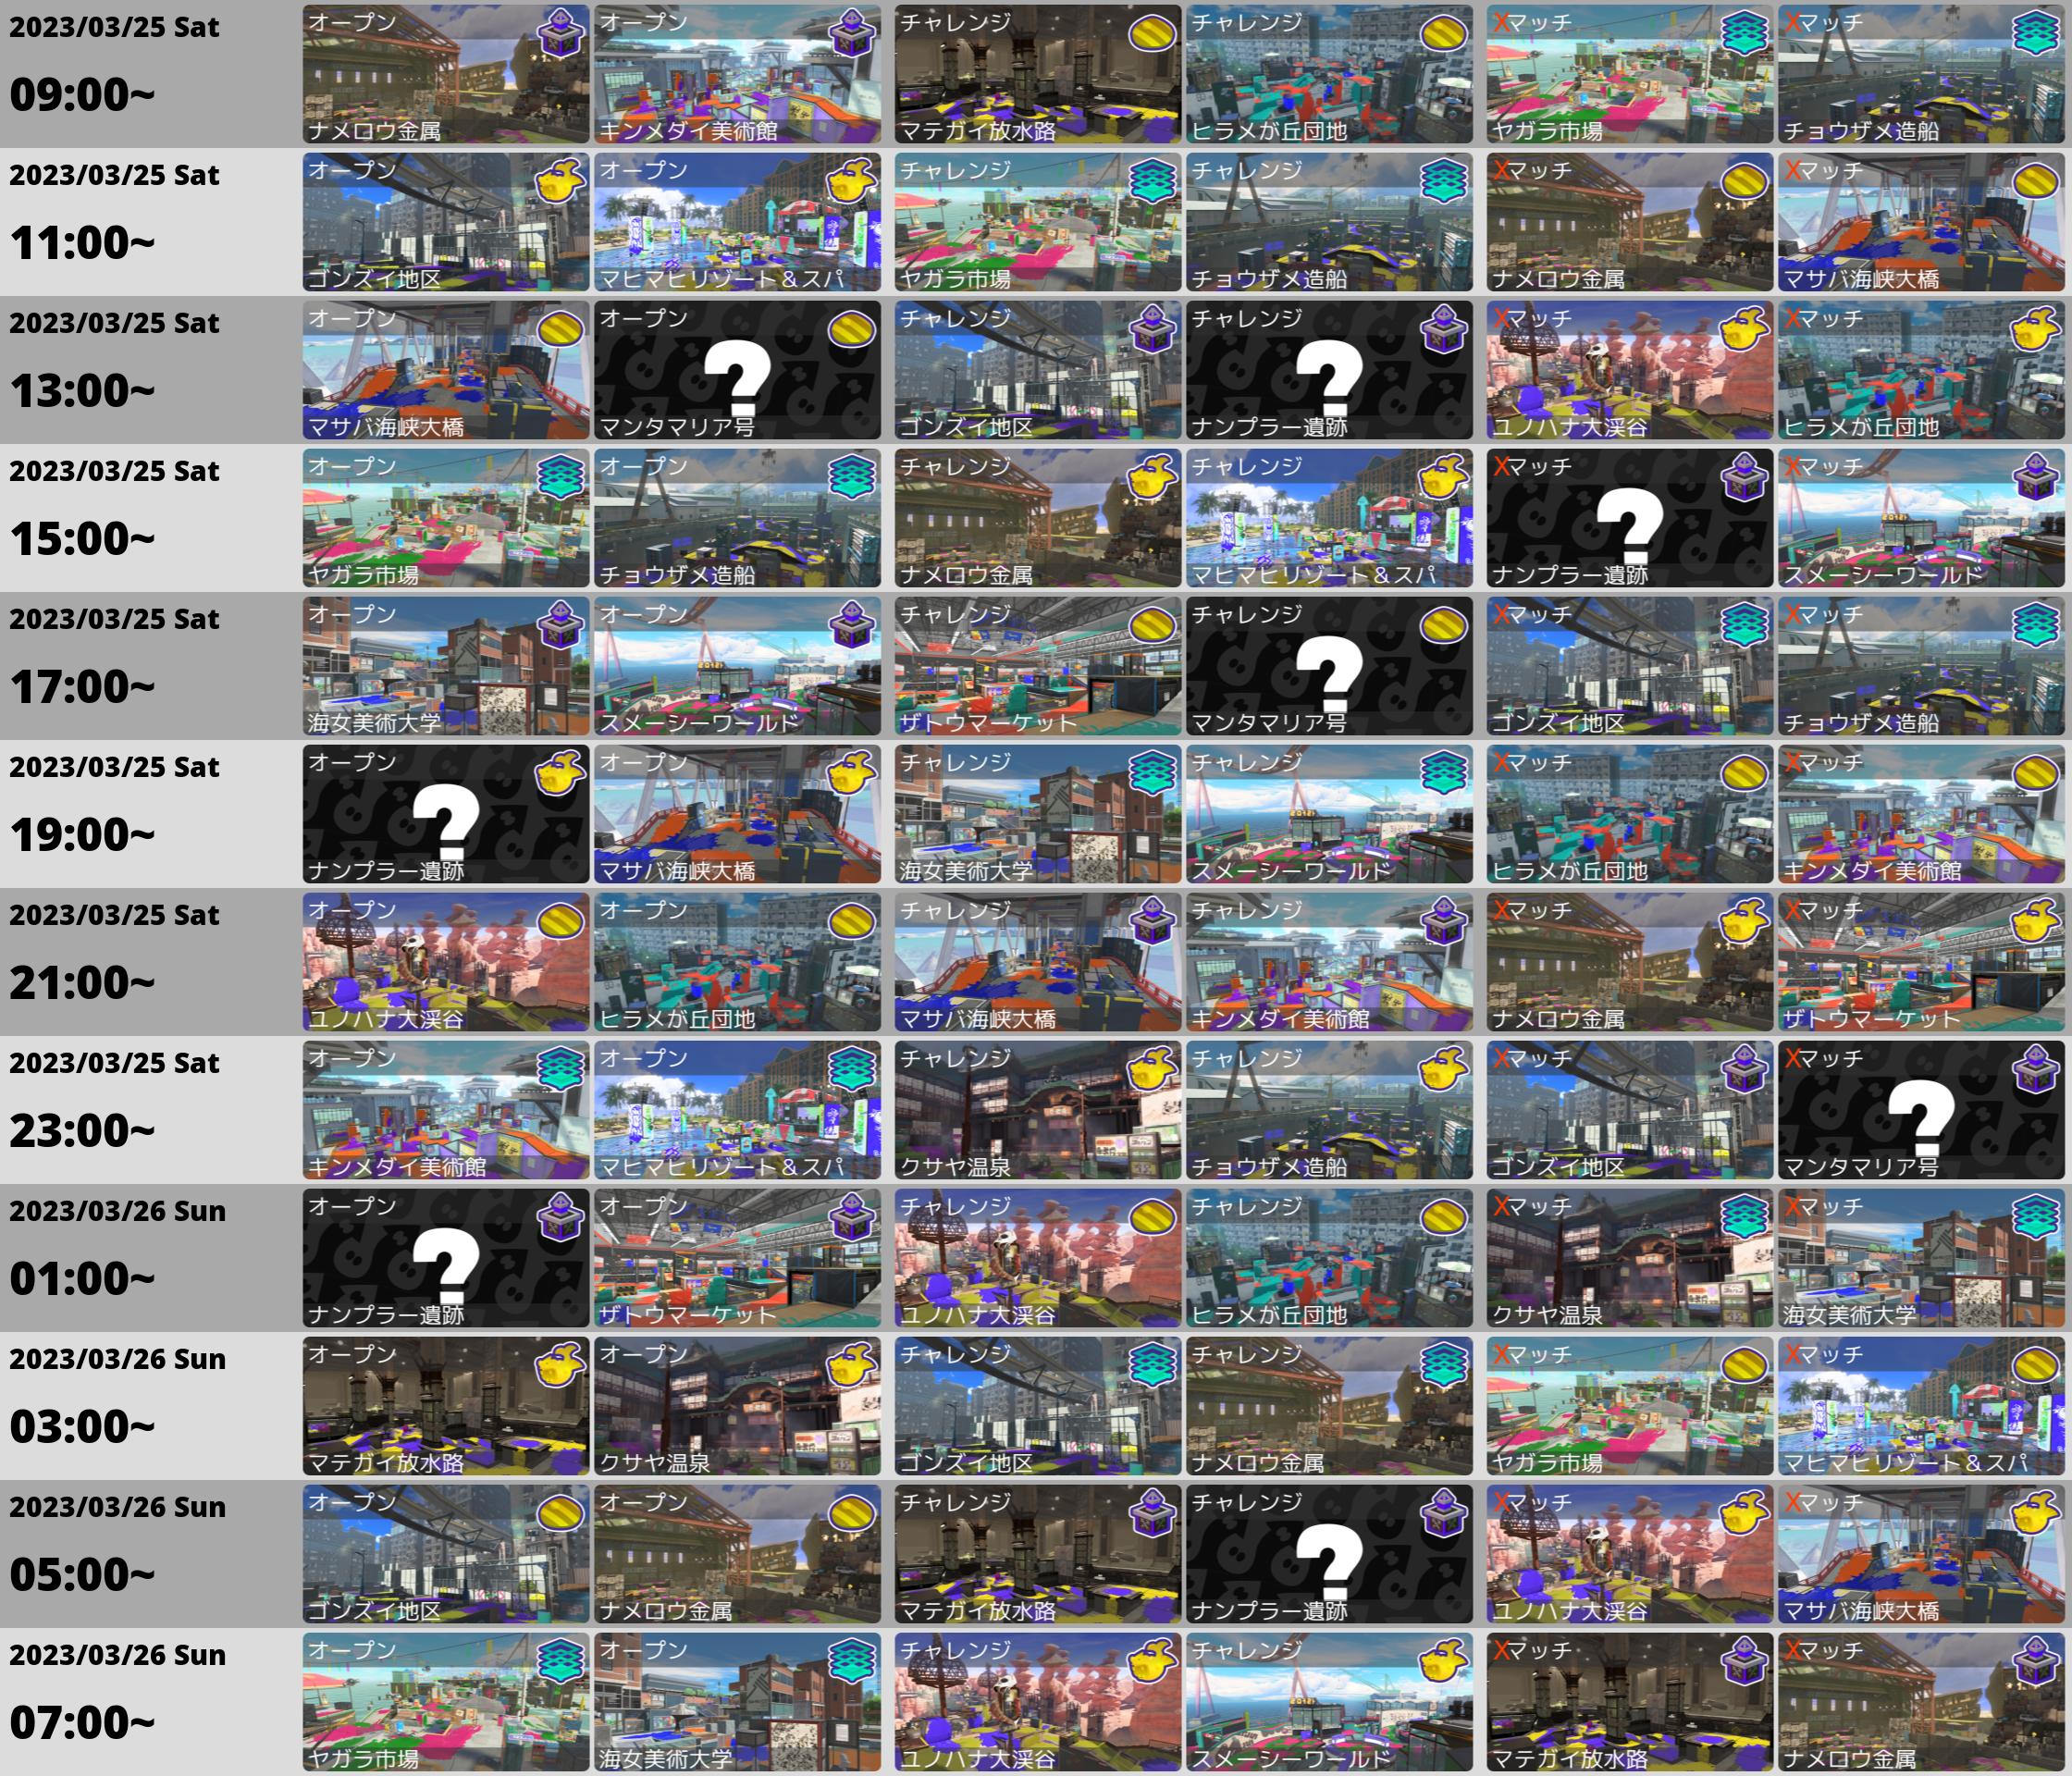 2023/03/25 Sat
09:00~
オープン オープン チャレンジ チャレンジ Xマッチ Xマッチ
ナメロウ金属 キンメダイ美術館 マテガイ放水路 ヒラメが丘団地 ヤガラ市場 チョウザメ造船
2023/03/25 Sat
11:00~
オープン オープン チャレンジ チャレンジ Xマッチ Xマッチ
ゴンズイ地区 マヒマヒリゾート＆スパ ヤガラ市場 チョウザメ造船 ナメロウ金属 マサバ海峡大橋
2023/03/25 Sat
13:00~
オープン オープン チャレンジ チャレンジ Xマッチ Xマッチ
? ?
マサバ海峡大橋 マンタマリア号 ゴンズイ地区 ナンプラー遺跡 ユノハナ大渓谷 ヒラメが丘団地
2023/03/25 Sat
15:00~
オープン オープン チャレンジ チャレンジ Xマッチ Xマッチ
?
ヤガラ市場 チョウザメ造船 ナメロウ金属 マヒマヒリゾート＆スパ ナンプラー遺跡 スメーシーワールド
2023/03/25 Sat
17:00~
オープン オープン チャレンジ チャレンジ Xマッチ Xマッチ
?
海女美術大学 スメーシーワールド ザトウマーケット マンタマリア号 ゴンズイ地区 チョウザメ造船
2023/03/25 Sat
19:00~
オープン オープン チャレンジ チャレンジ Xマッチ Xマッチ
?
ナンプラー遺跡 マサバ海峡大橋 海女美術大学 スメーシーワールド ヒラメが丘団地 キンメダイ美術館
2023/03/25 Sat
21:00~
オープン オープン チャレンジ チャレンジ Xマッチ Xマッチ
ユノハナ大渓谷 ヒラメが丘団地 マサバ海峡大橋 キンメダイ美術館 ナメロウ金属 ザトウマーケット
2023/03/25 Sat
23:00~
オープン オープン チャレンジ チャレンジ Xマッチ Xマッチ
?
キンメダイ美術館 マヒマヒリゾート＆スパ クサヤ温泉 チョウザメ造船 ゴンズイ地区 マンタマリア号
2023/03/26 Sun
01:00~
オープン オープン チャレンジ チャレンジ Xマッチ Xマッチ
?
ナンプラー遺跡 ザトウマーケット ユノハナ大渓谷 ヒラメが丘団地 クサヤ温泉 海女美術大学
2023/03/26 Sun
03:00~
オープン オープン チャレンジ チャレンジ Xマッチ Xマッチ
マテガイ放水路 クサヤ温泉 ゴンズイ地区 ナメロウ金属 ヤガラ市場 マヒマヒリゾート＆スパ
2023/03/26 Sun
05:00~
オープン オープン チャレンジ チャレンジ Xマッチ Xマッチ
?
ゴンズイ地区 ナメロウ金属 マテガイ放水路 ナンプラー遺跡 ユノハナ大渓谷 マサバ海峡大橋
2023/03/26 Sun
07:00~
オープン オープン チャレンジ チャレンジ Xマッチ Xマッチ
ヤガラ市場 海女美術大学 ユノハナ大渓谷 スメーシーワールド マテガイ放水路 ナメロウ金属